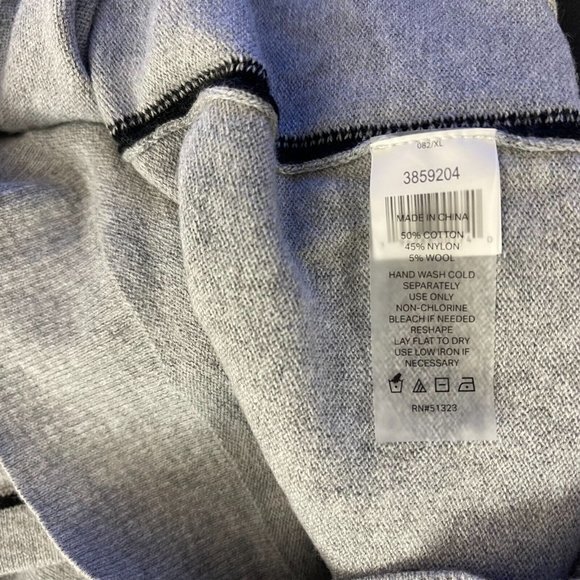 082/XL
3859204
MADE IN CHINA
50% COTTON
45% NYLON
5% WOOL
HAND WASH COLD
SEPARATELY
USE ONLY
NON-CHLORINE
BLEACH IF NEEDED
RESHAPE
LAY FLAT TO DRY
USE LOW IRON IF
NECESSARY
RN#51323